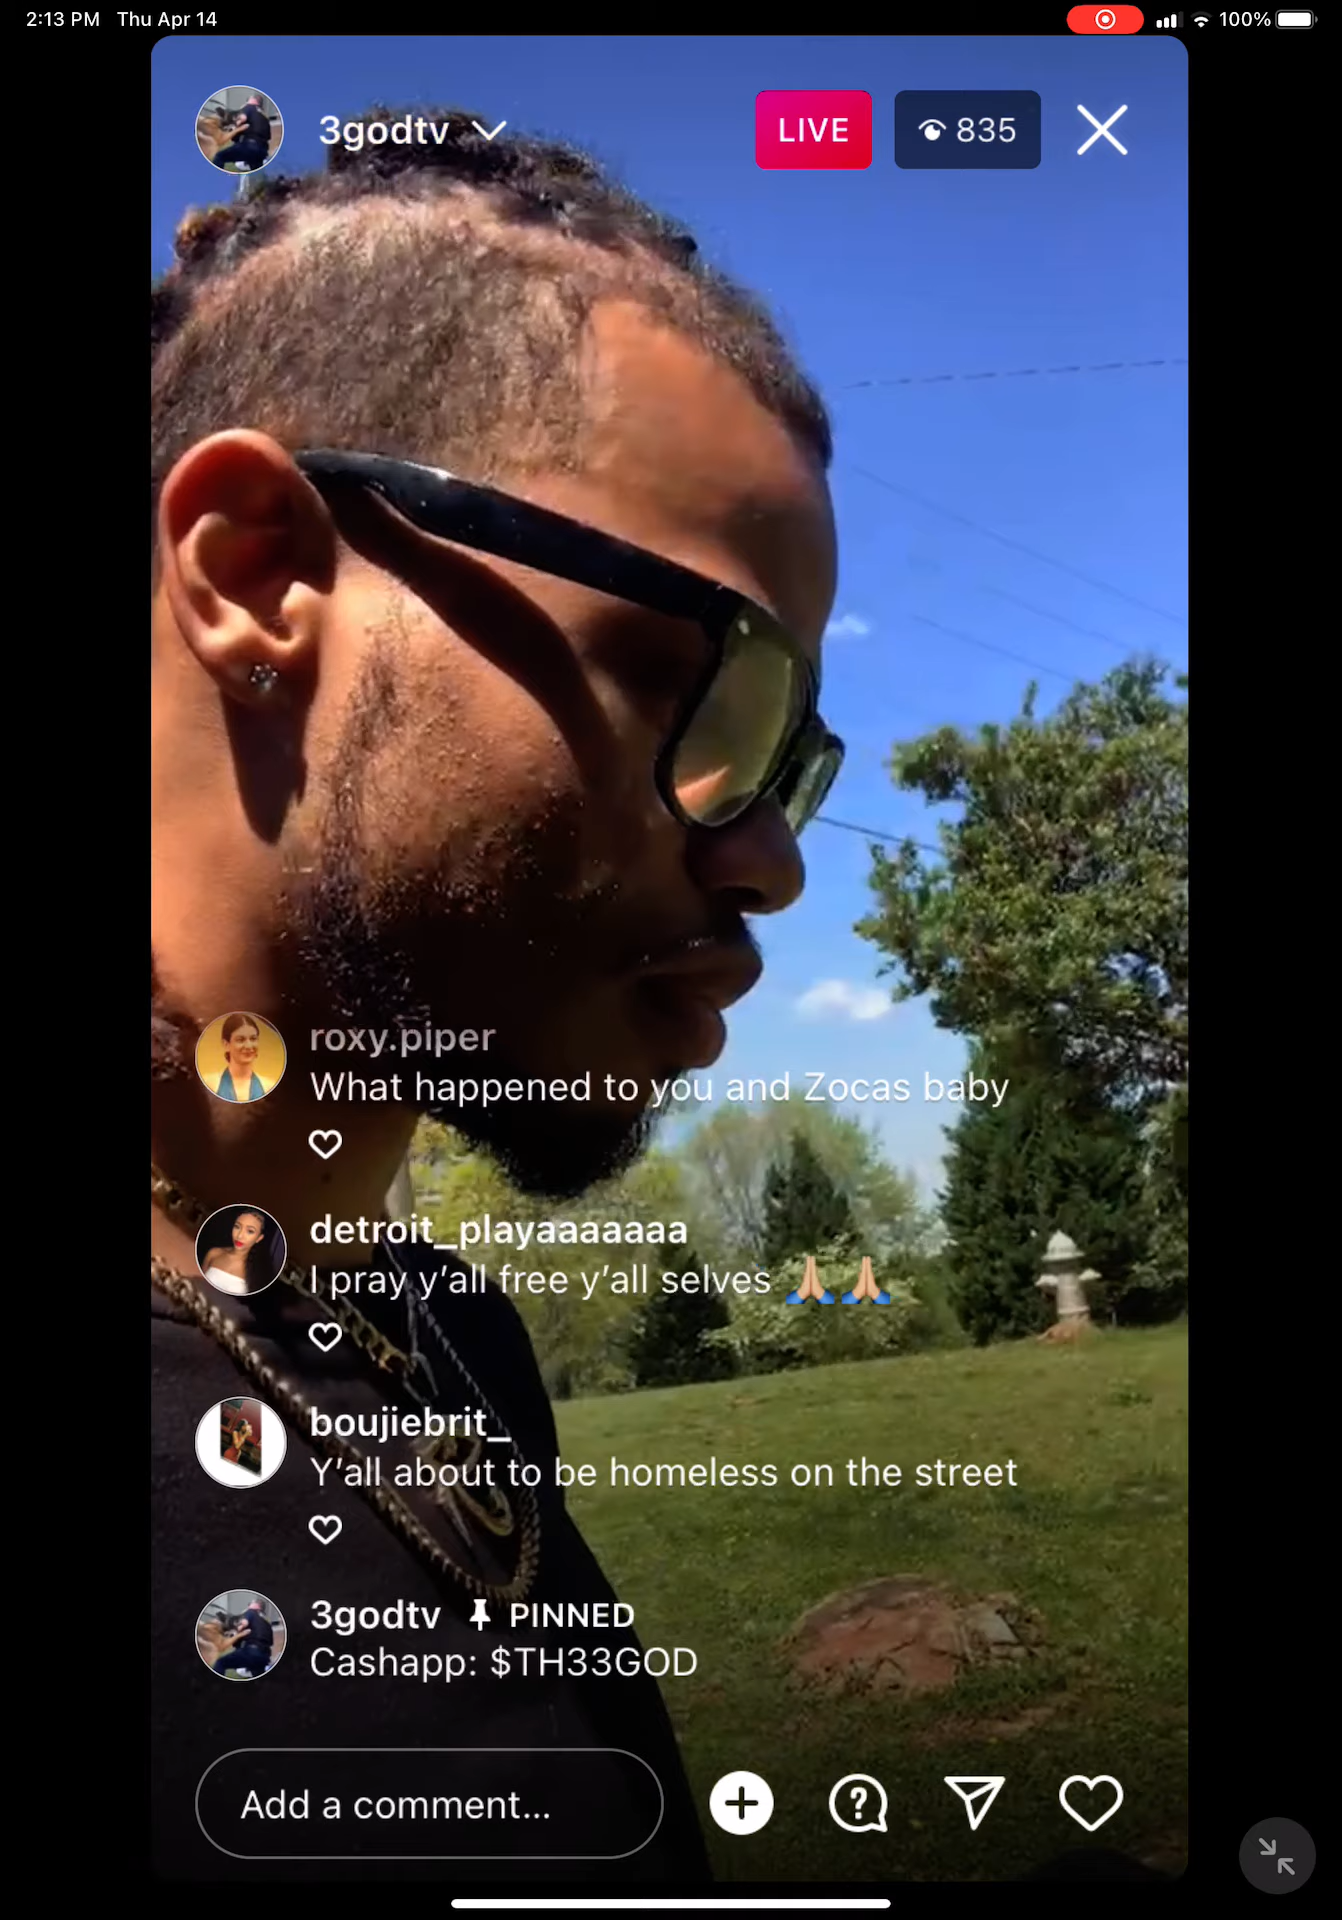 2:13 PM Thu Apr 14
100%
3godtv
LIVE
835
roxy.piper
What happened to you and Zocas baby
detroit_playaaaaaaa
I pray y’all free y’all selves 🙏🏼🙏🏼
boujiebrit_
Y’all about to be homeless on the street
3godtv PINNED
Cashapp: $TH33GOD
Add a comment...